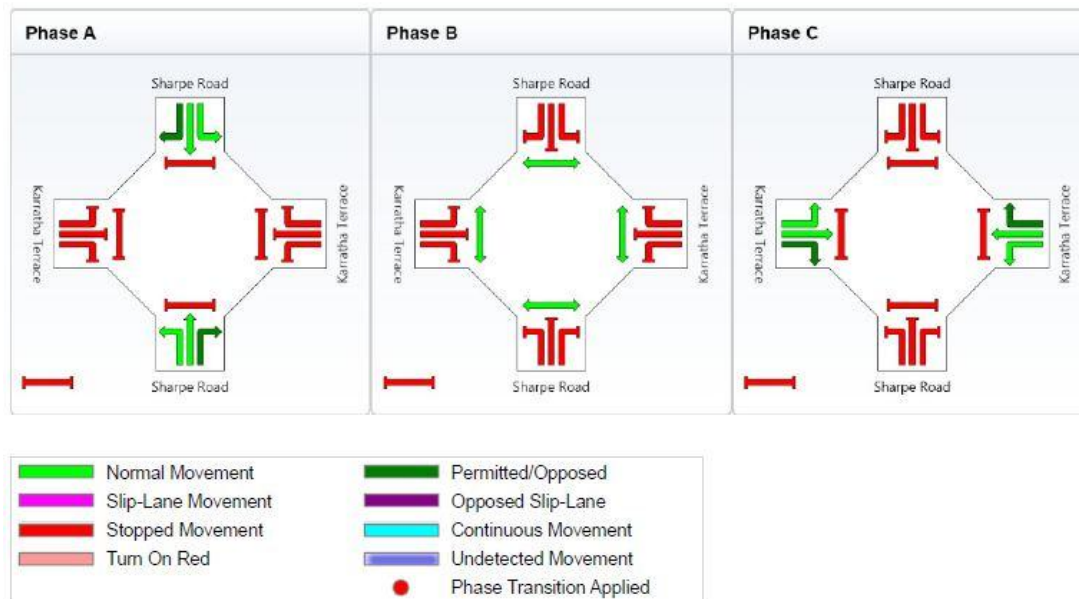 Phase A
Phase B
Phase C
Sharpe Road
Sharpe Road
Sharpe Road
Karratha Terrace
Karratha Terrace
Karratha Terrace
Karratha Terrace
Karratha Terrace
Karratha Terrace
Sharpe Road
Sharpe Road
Sharpe Road
Normal Movement
Permitted/Opposed
Slip-Lane Movement
Opposed Slip-Lane
Stopped Movement
Continuous Movement
Turn On Red
Undetected Movement
Phase Transition Applied